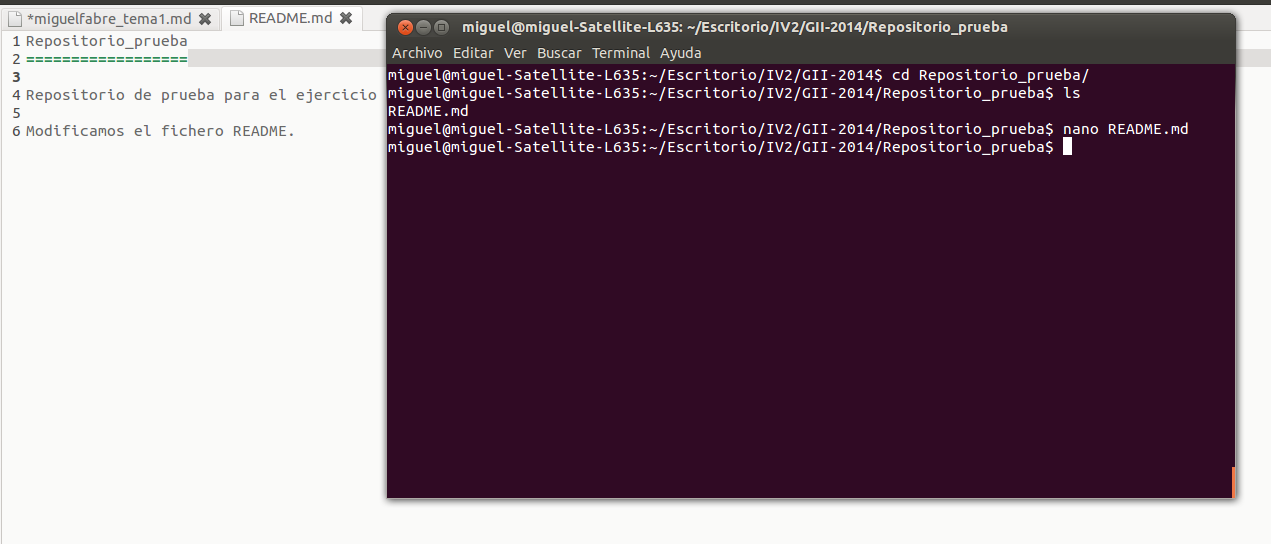 *miguelfabre_tema1.md
README.md
1 Repositorio_prueba
2 ==================
3
4 Repositorio de prueba para el ejercicio
5
6 Modificamos el fichero README.
miguel@miguel-Satellite-L635: ~/Escritorio/IV2/GII-2014/Repositorio_prueba
Archivo Editar Ver Buscar Terminal Ayuda
miguel@miguel-Satellite-L635:~/Escritorio/IV2/GII-2014$ cd Repositorio_prueba/
miguel@miguel-Satellite-L635:~/Escritorio/IV2/GII-2014/Repositorio_prueba$ ls
README.md
miguel@miguel-Satellite-L635:~/Escritorio/IV2/GII-2014/Repositorio_prueba$ nano README.md
miguel@miguel-Satellite-L635:~/Escritorio/IV2/GII-2014/Repositorio_prueba$